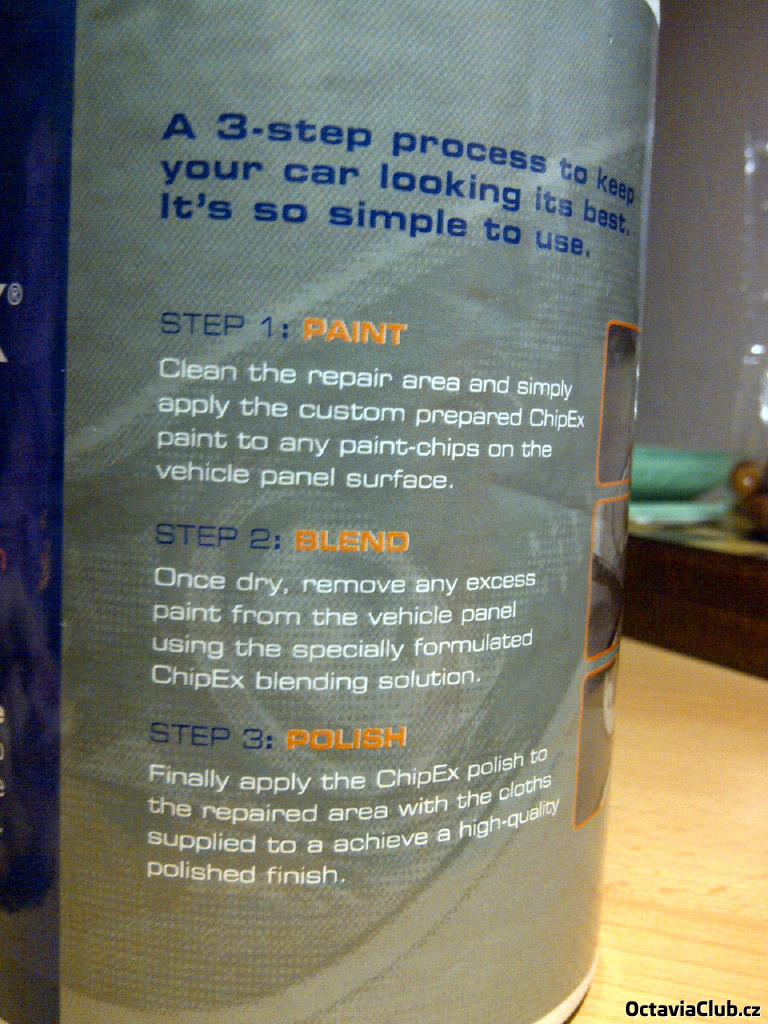 A 3-step process to keep
your car looking its best.
It's so simple to use.
STEP 1: PAINT
Clean the repair area and simply
apply the custom prepared ChipEx
paint to any paint-chips on the
vehicle panel surface.
STEP 2: BLEND
Once dry, remove any excess
paint from the vehicle panel
using the specially formulated
ChipEx blending solution.
STEP 3: POLISH
Finally apply the ChipEx polish to
the repaired area with the cloths
supplied to a achieve a high-quality
polished finish.
OctaviaClub.cz